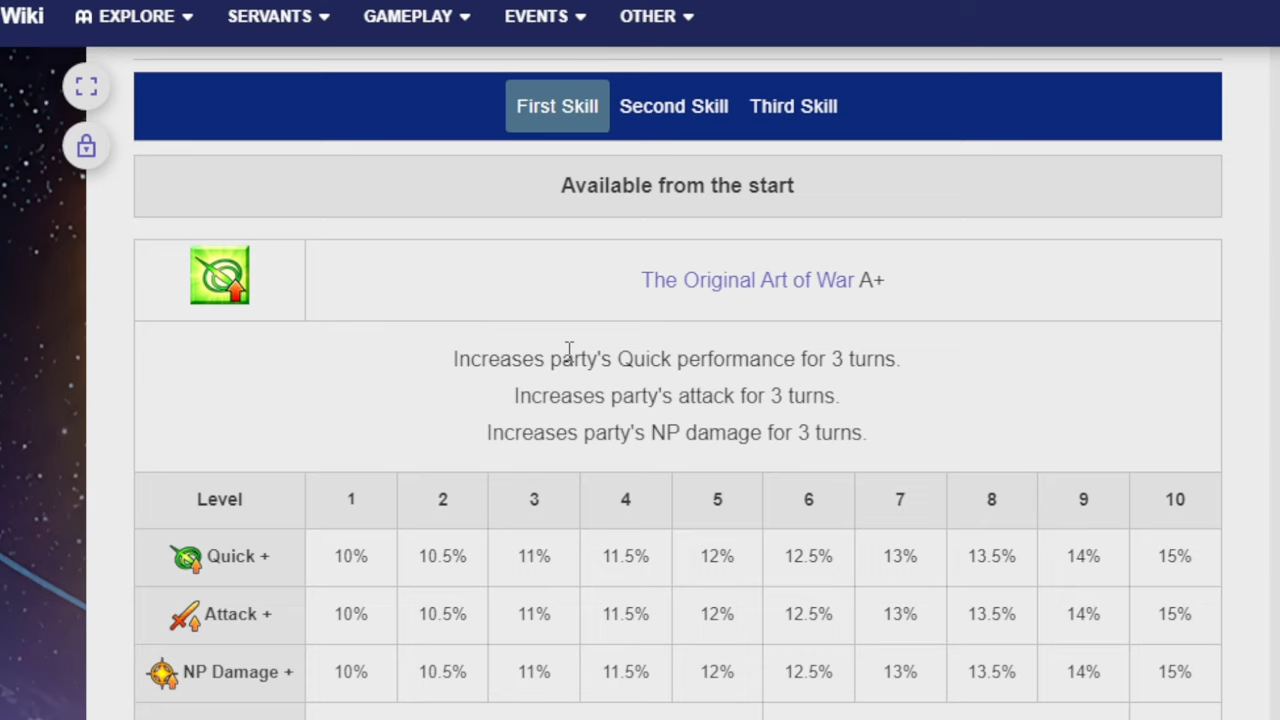 Wiki EXPLORE SERVANTS GAMEPLAY EVENTS OTHER
First Skill Second Skill Third Skill
Available from the start
The Original Art of War A+
Increases party's Quick performance for 3 turns.
Increases party's attack for 3 turns.
Increases party's NP damage for 3 turns.
Level 1 2 3 4 5 6 7 8 9 10
Quick + 10% 10.5% 11% 11.5% 12% 12.5% 13% 13.5% 14% 15%
Attack + 10% 10.5% 11% 11.5% 12% 12.5% 13% 13.5% 14% 15%
NP Damage + 10% 10.5% 11% 11.5% 12% 12.5% 13% 13.5% 14% 15%